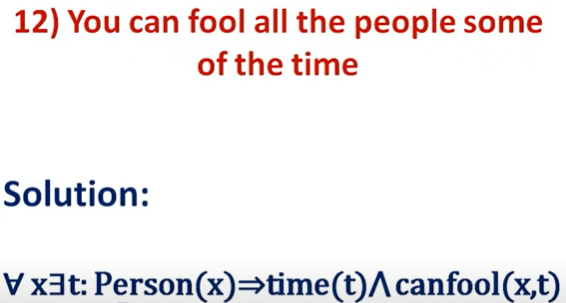 12) You can fool all the people some
of the time
Solution:
∀ x∃t: Person(x)⇒time(t)⋀canfool(x,t)